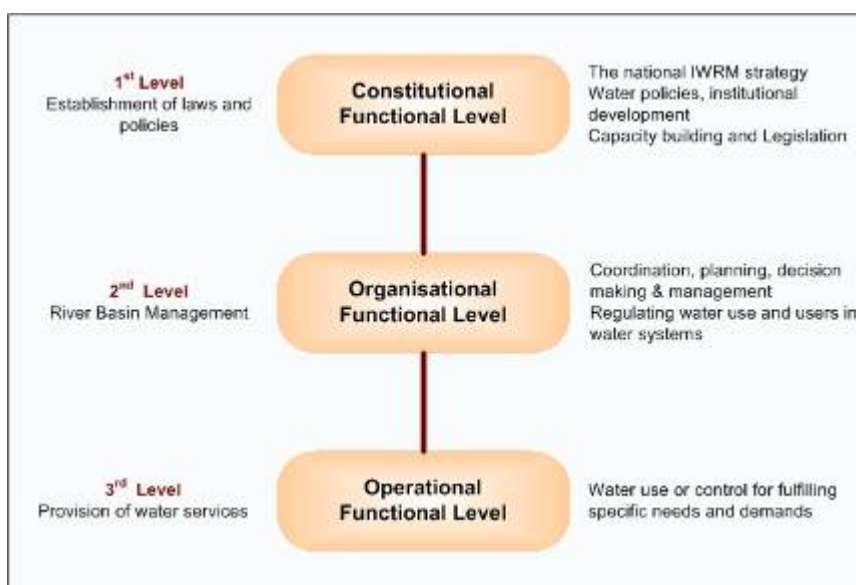 1st Level
Establishment of laws and
policies
Constitutional
Functional Level
The national IWRM strategy
Water policies, institutional
development
Capacity building and Legislation
2nd Level
River Basin Management
Organisational
Functional Level
Coordination, planning, decision
making & management
Regulating water use and users in
water systems
3rd Level
Provision of water services
Operational
Functional Level
Water use or control for fulfilling
specific needs and demands